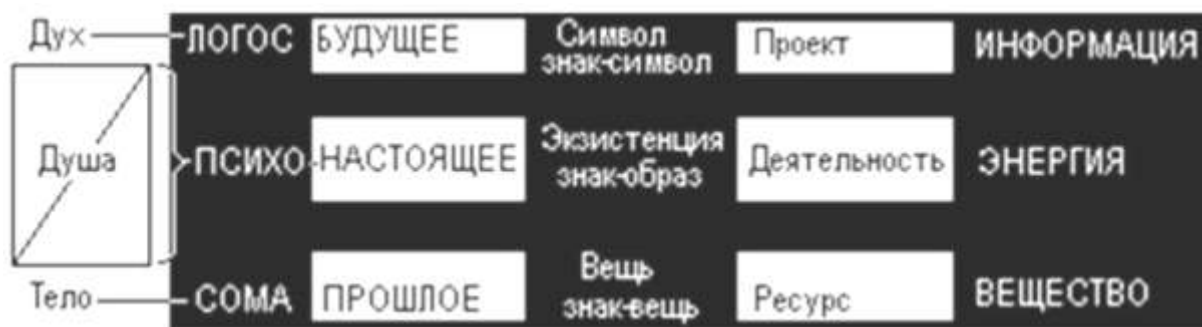 Дух ЛОГОС БУДУЩЕЕ Символ знак-символ Проект ИНФОРМАЦИЯ
Душа ПСИХО НАСТОЯЩЕЕ Экзистенция знак-образ Деятельность ЭНЕРГИЯ
Тело СОМА ПРОШЛОЕ Вещь знак-вещь Ресурс ВЕЩЕСТВО